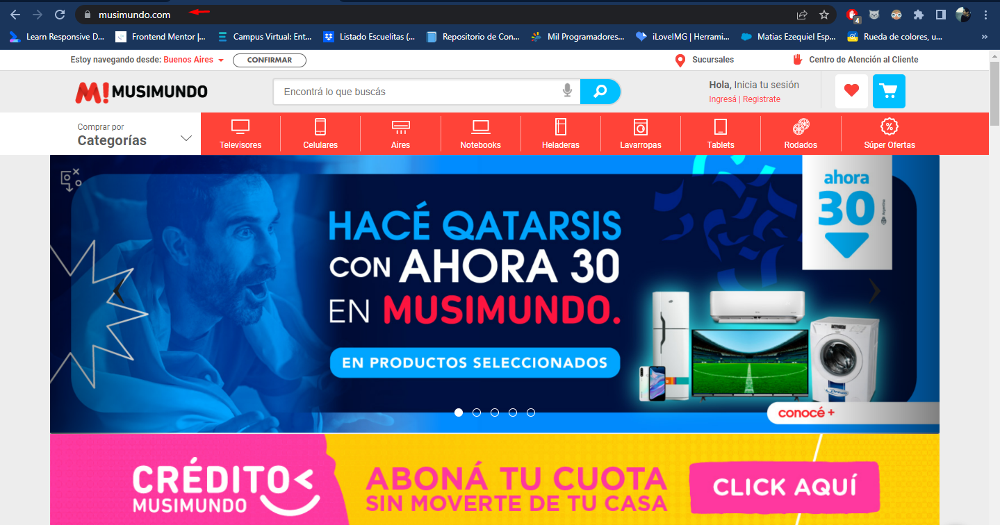 musimundo.com
4
Learn Responsive D...
Frontend Mentor |...
Campus Virtual: Ent...
Listado Escuelitas (...
Repositorio de Con...
Mil Programadores...
iLoveIMG | Herrami...
Matias Ezequiel Esp...
Rueda de colores, u...
»
Estoy navegando desde: Buenos Aires
CONFIRMAR
Sucursales
Centro de Atención al Cliente
M! MUSIMUNDO
Encontrá lo que buscás
Hola, Inicia tu sesión
Ingresá | Registrate
Comprar por
Categorías
Televisores
Celulares
Aires
Notebooks
Heladeras
Lavarropas
Tablets
Rodados
Súper Ofertas
HACÉ QATARSIS
CON AHORA 30
EN MUSIMUNDO.
EN PRODUCTOS SELECCIONADOS
ahora
30
conocé +
CRÉDITO
MUSIMUNDO
ABONÁ TU CUOTA
SIN MOVERTE DE TU CASA
CLICK AQUÍ